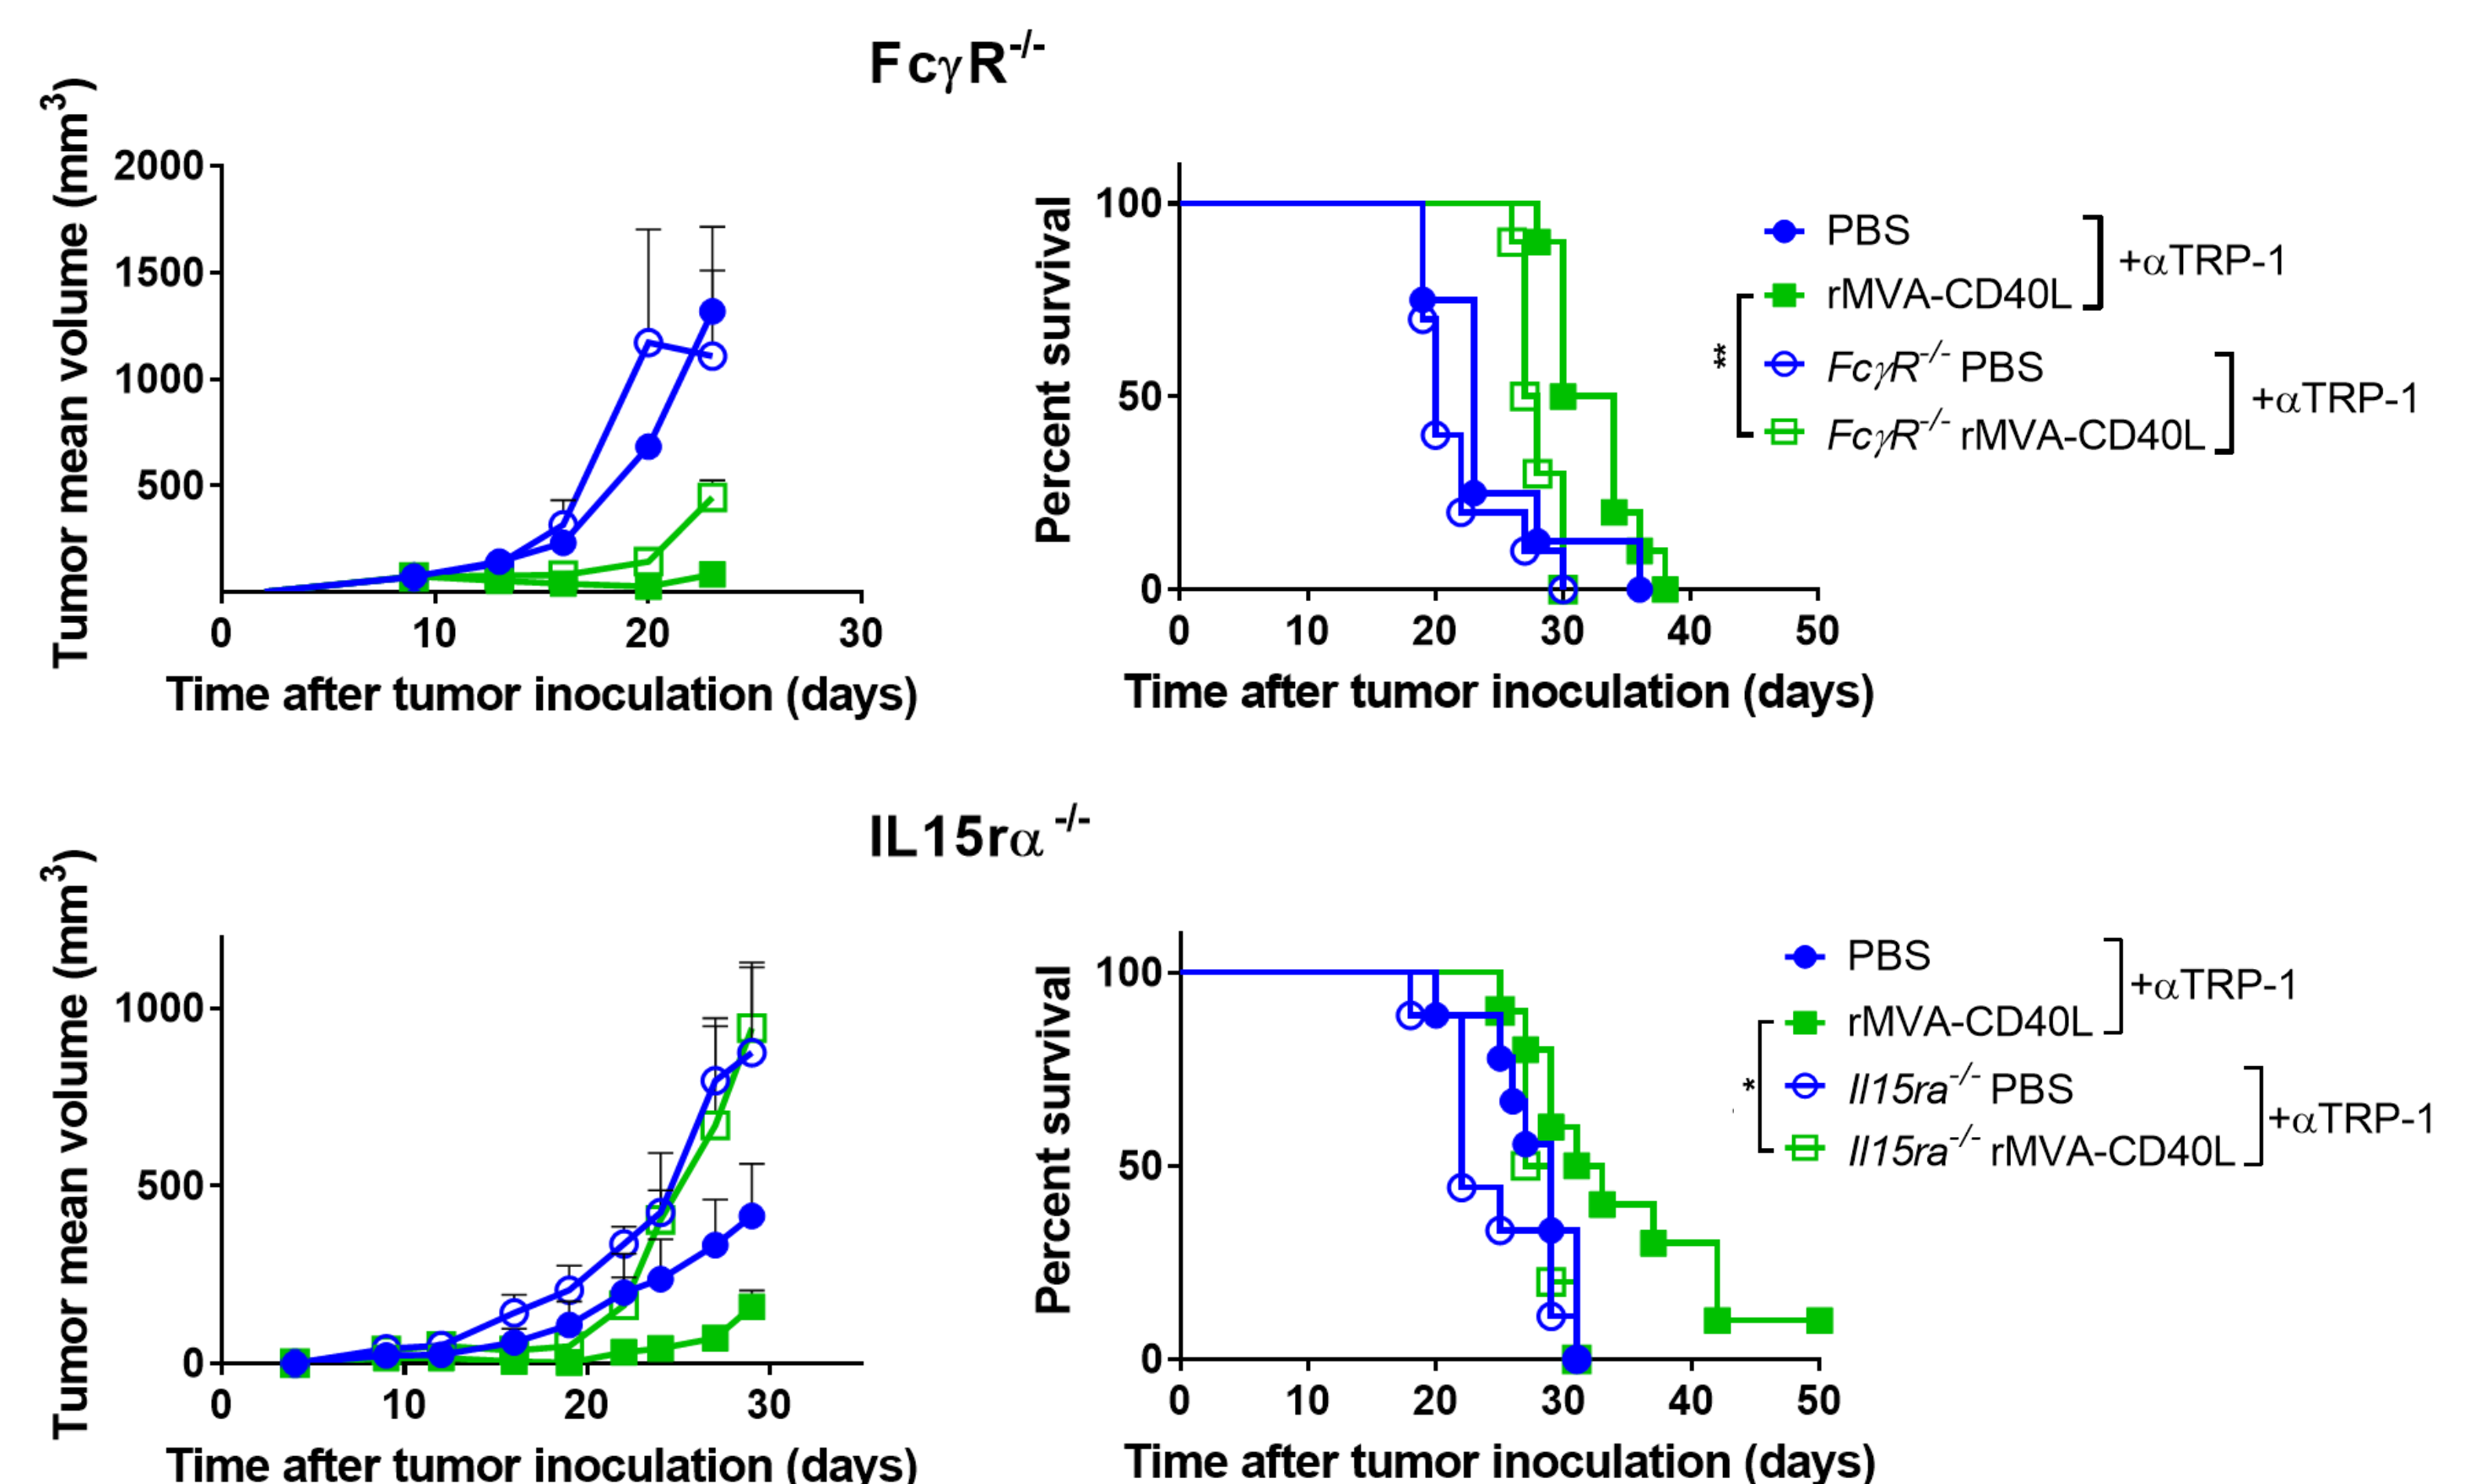 FcγR-/-
Tumor mean volume (mm3)
2000
1500
1000
500
0 10 20 30
Time after tumor inoculation (days)
Percent survival
100
50
0
0 10 20 30 40 50
Time after tumor inoculation (days)
PBS
rMVA-CD40L
+αTRP-1
**
FcγR-/- PBS
FcγR-/- rMVA-CD40L
+αTRP-1
IL15rα -/-
Tumor mean volume (mm3)
1000
500
0
0 10 20 30
Time after tumor inoculation (days)
Percent survival
100
50
0
0 10 20 30 40 50
Time after tumor inoculation (days)
PBS
rMVA-CD40L
+αTRP-1
*
Il15ra-/- PBS
Il15ra-/- rMVA-CD40L
+αTRP-1